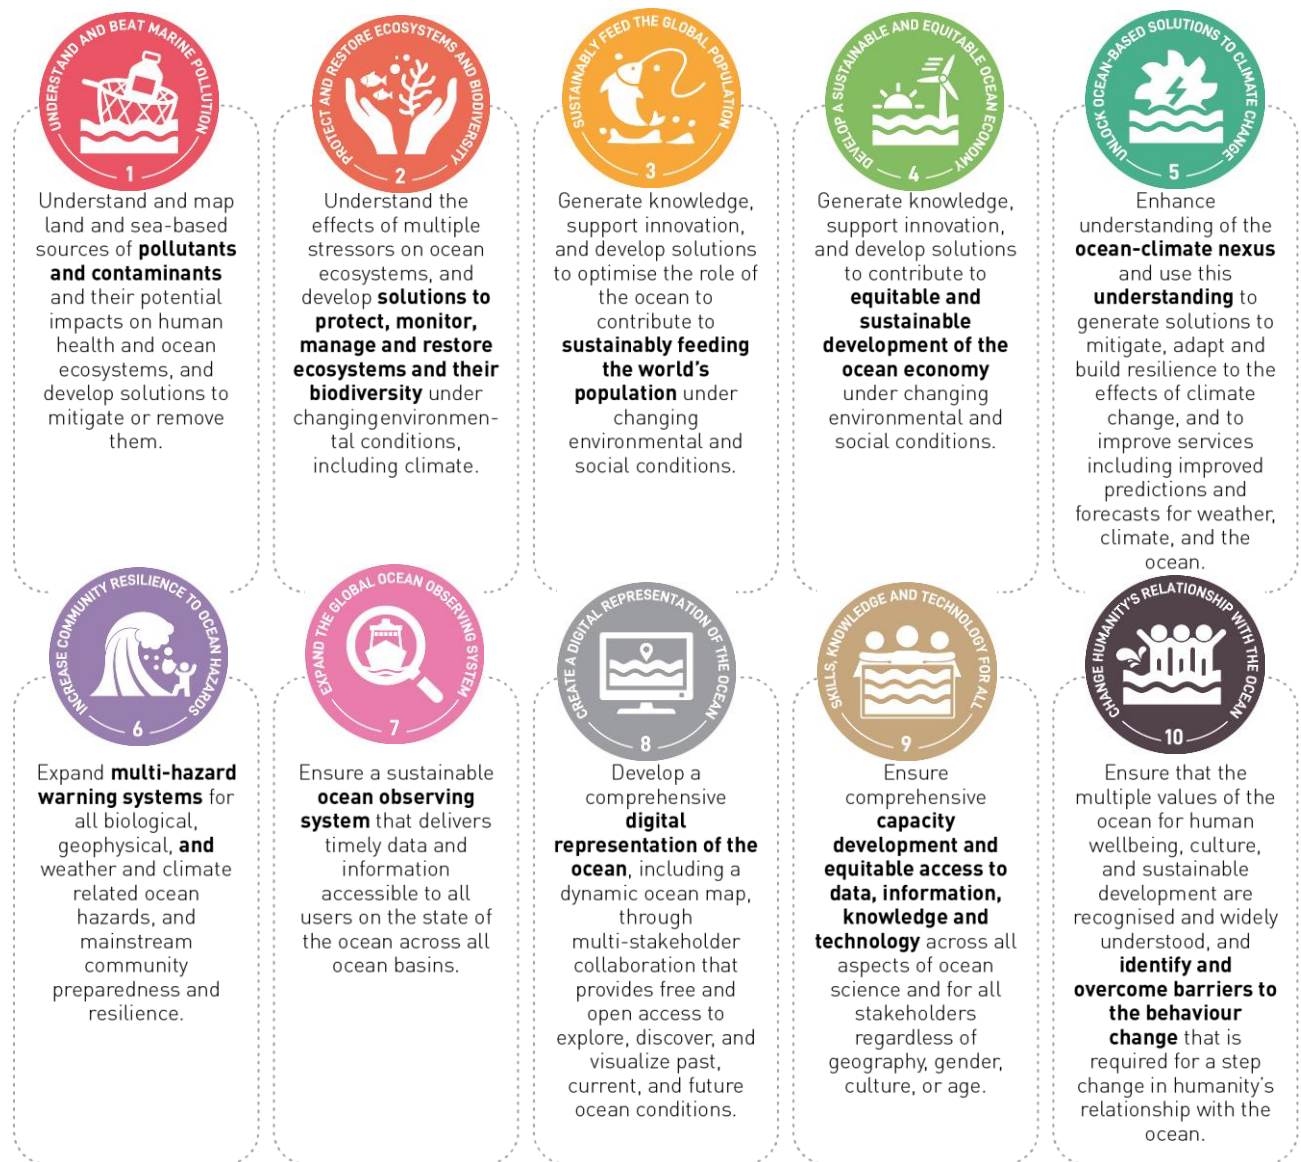 UNDERSTAND AND BEAT MARINE POLLUTION
1
Understand and map
land and sea-based
sources of pollutants
and contaminants
and their potential
impacts on human
health and ocean
ecosystems, and
develop solutions to
mitigate or remove
them.
PROTECT AND RESTORE ECOSYSTEMS AND BIODIVERSITY
2
Understand the
effects of multiple
stressors on ocean
ecosystems, and
develop solutions to
protect, monitor,
manage and restore
ecosystems and their
biodiversity under
changingenvironmen-
tal conditions,
including climate.
SUSTAINABLY FEED THE GLOBAL POPULATION
3
Generate knowledge,
support innovation,
and develop solutions
to optimise the role of
the ocean to
contribute to
sustainably feeding
the world's
population under
changing
environmental and
social conditions.
DEVELOP A SUSTAINABLE AND EQUITABLE OCEAN ECONOMY
4
Generate knowledge,
support innovation,
and develop solutions
to contribute to
equitable and
sustainable
development of the
ocean economy
under changing
environmental and
social conditions.
UNLOCK OCEAN-BASED SOLUTIONS TO CLIMATE CHANGE
5
Enhance
understanding of the
ocean-climate nexus
and use this
understanding to
generate solutions to
mitigate, adapt and
build resilience to the
effects of climate
change, and to
improve services
including improved
predictions and
forecasts for weather,
climate, and the
ocean.
INCREASE COMMUNITY RESILIENCE TO OCEAN HAZARDS
6
Expand multi-hazard
warning systems for
all biological,
geophysical, and
weather and climate
related ocean
hazards, and
mainstream
community
preparedness and
resilience.
EXPAND THE GLOBAL OCEAN OBSERVING SYSTEM
7
Ensure a sustainable
ocean observing
system that delivers
timely data and
information
accessible to all
users on the state of
the ocean across all
ocean basins.
CREATE A DIGITAL REPRESENTATION OF THE OCEAN
8
Develop a
comprehensive
digital
representation of the
ocean, including a
dynamic ocean map,
through
multi-stakeholder
collaboration that
provides free and
open access to
explore, discover, and
visualize past,
current, and future
ocean conditions.
SKILLS, KNOWLEDGE AND TECHNOLOGY FOR ALL
9
Ensure
comprehensive
capacity
development and
equitable access to
data, information,
knowledge and
technology across all
aspects of ocean
science and for all
stakeholders
regardless of
geography, gender,
culture, or age.
CHANGE HUMANITY'S RELATIONSHIP WITH THE OCEAN
10
Ensure that the
multiple values of the
ocean for human
wellbeing, culture,
and sustainable
development are
recognised and widely
understood, and
identify and
overcome barriers to
the behaviour
change that is
required for a step
change in humanity's
relationship with the
ocean.